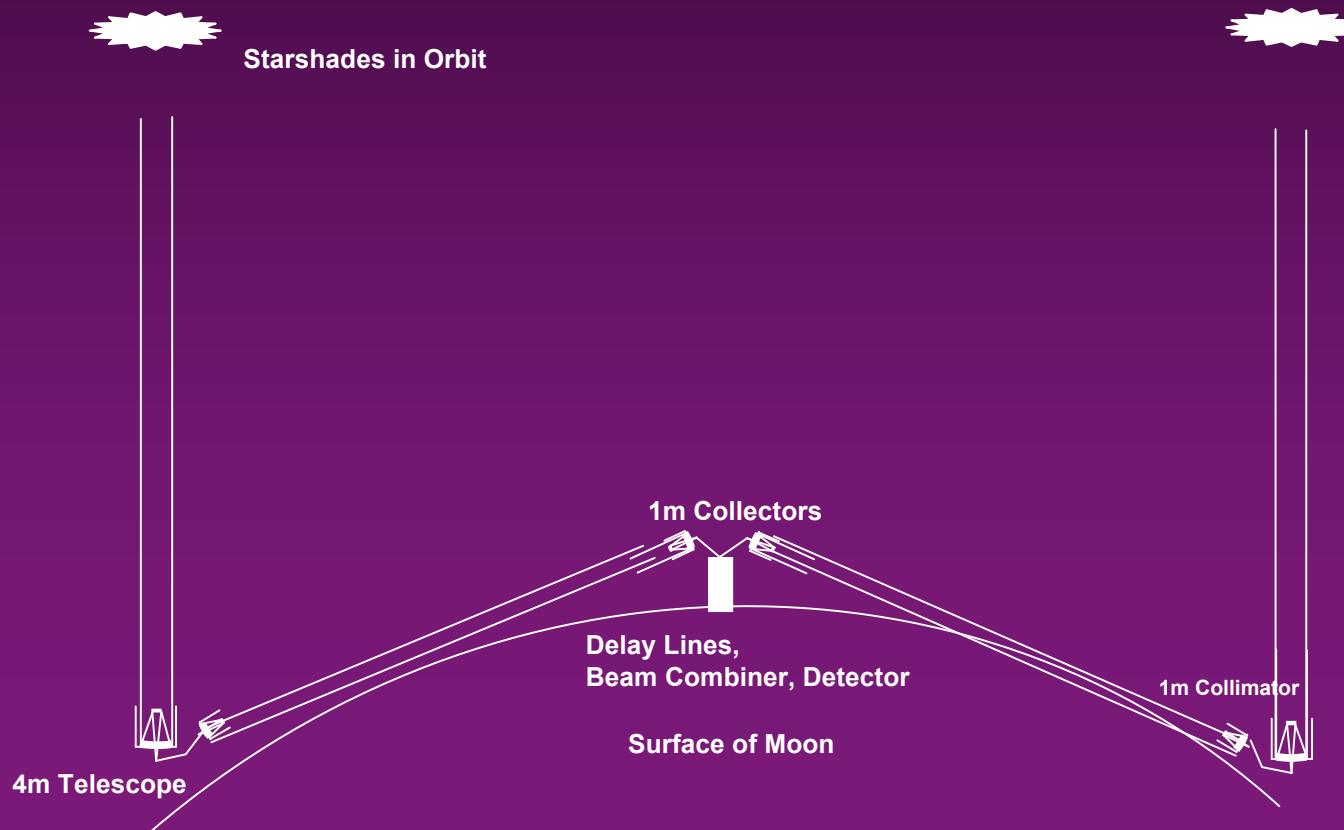 Starshades in Orbit
1m Collectors
Delay Lines,
Beam Combiner, Detector
1m Collimator
Surface of Moon
4m Telescope